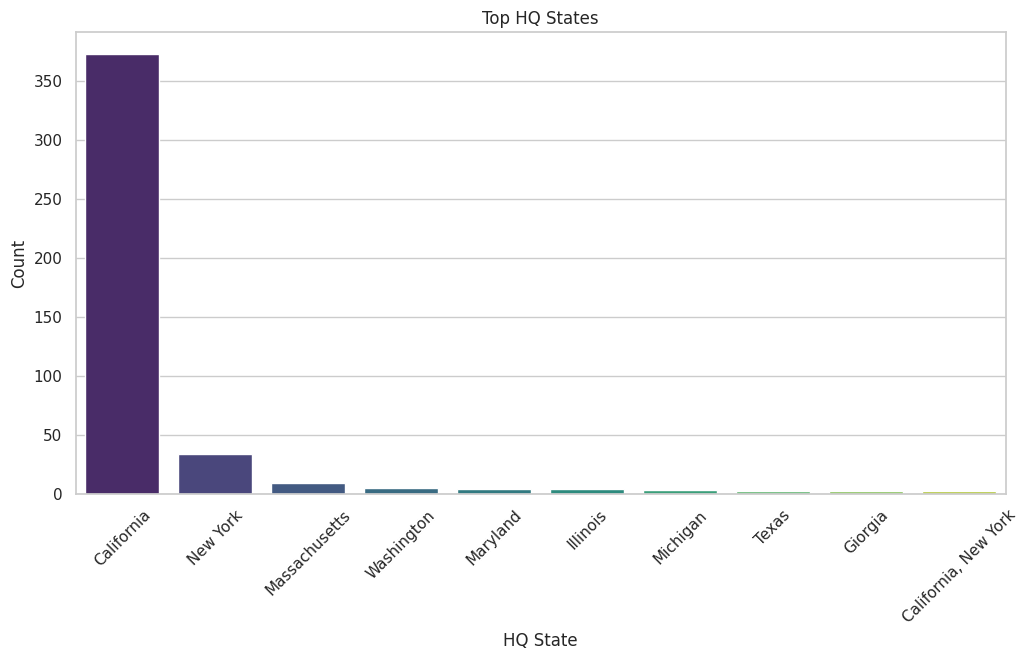 Top HQ States
Count
350
300
250
200
150
100
50
0
California
New York
Massachusetts
Washington
Maryland
Illinois
Michigan
Texas
Giorgia
California, New York
HQ State